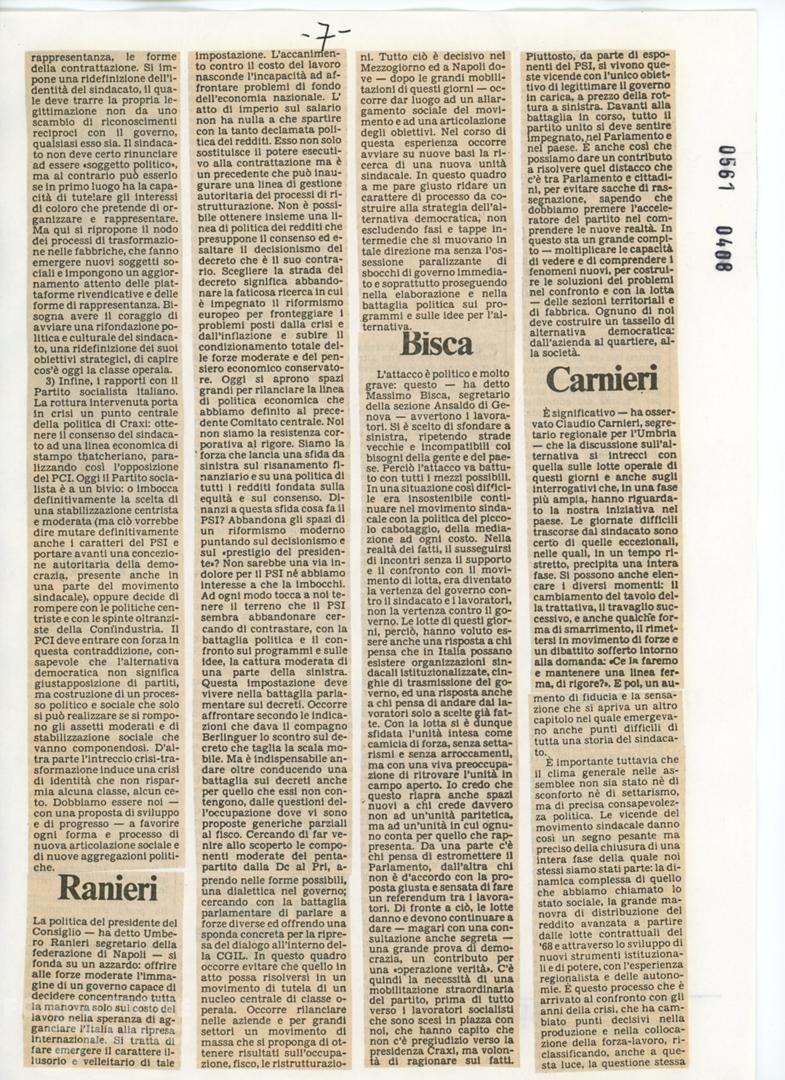 -7-
rappresentanza, le forme
della contrattazione. Si im-
pone una ridefinizione dell'i-
dentità del sindacato, il qua-
le deve trarre la propria le-
gittimazione non da uno
scambio di riconoscimenti
reciproci con il governo,
qualsiasi esso sia. Il sindaca-
to non deve certo rinunciare
ad essere «soggetto politico»,
ma al contrario può esserlo
se in primo luogo ha la capa-
cità di tutelare gli interessi
di coloro che pretende di or-
ganizzare e rappresentare.
Ma qui si ripropone il nodo
dei processi di trasformazio-
ne nelle fabbriche, che fanno
emergere nuovi soggetti so-
ciali e impongono un aggior-
namento attento delle piat-
taforme rivendicative e delle
forme di rappresentanza. Bi-
sogna avere il coraggio di
avviare una rifondazione po-
litica e culturale del sindaca-
to, una ridefinizione dei suoi
obiettivi strategici, di capire
cos'è oggi la classe operaia.
3) Infine, i rapporti con il
Partito socialista italiano.
La rottura intervenuta porta
in crisi un punto centrale
della politica di Craxi: otte-
nere il consenso del sindaca-
to ad una linea economica di
stampo thatcheriano, para-
lizzando così l'opposizione
del PCI. Oggi il Partito socia-
lista è a un bivio: o imbocca
definitivamente la scelta di
una stabilizzazione centrista
e moderata (ma ciò vorrebbe
dire mutare definitivamente
anche i caratteri del PSI e
portare avanti una concezio-
ne autoritaria della demo-
crazia, presente anche in
una parte del movimento
sindacale), oppure decide di
rompere con le politiche cen-
triste e con le spinte oltranzi-
ste della Confindustria. Il
PCI deve entrare con forza in
questa contraddizione, con-
sapevole che l'alternativa
democratica non significa
giustapposizione di partiti,
ma costruzione di un proces-
so politico e sociale che solo
si può realizzare se si rompo-
no gli assetti moderati e di
stabilizzazione sociale che
vanno componendosi. D'al-
tra parte l'intreccio crisi-tra-
sformazione induce una crisi
di identità che non rispar-
mia alcuna classe, alcun ce-
to. Dobbiamo essere noi —
con una proposta di sviluppo
e di progresso — a favorire
ogni forma e processo di
nuova articolazione sociale e
di nuove aggregazioni politi-
che.
Ranieri
La politica del presidente del
Consiglio — ha detto Umbe-
ro Ranieri segretario della
federazione di Napoli — si
fonda su un azzardo: offrire
alle forze moderate l'imma-
gine di un governo capace di
decidere concentrando tutta
la manovra solo sul costo del
lavoro nella speranza di ag-
ganciare l'Italia alla ripresa
internazionale. Si tratta di
fare emergere il carattere il-
lusorio e velleitario di tale
impostazione. L'accanimen-
to contro il costo del lavoro
nasconde l'incapacità ad af-
frontare problemi di fondo
dell'economia nazionale. L'
atto di imperio sul salario
non ha nulla a che spartire
con la tanto declamata poli-
tica dei redditi. Esso non solo
sostituisce il potere esecuti-
vo alla contrattazione ma è
un precedente che può inau-
gurare una linea di gestione
autoritaria dei processi di ri-
strutturazione. Non è possi-
bile ottenere insieme una li-
nea di politica dei redditi che
presuppone il consenso ed e-
saltare il decisionismo del
decreto che è il suo contra-
rio. Scegliere la strada del
decreto significa abbando-
nare la faticosa ricerca in cui
è impegnato il riformismo
europeo per fronteggiare i
problemi posti dalla crisi e
dall'inflazione e subire il
condizionamento totale del-
le forze moderate e del pen-
siero economico conservato-
re. Oggi si aprono spazi
grandi per rilanciare la linea
di politica economica che
abbiamo definito al prece-
dente Comitato centrale. Noi
non siamo la resistenza cor-
porativa al rigore. Siamo la
forza che lancia una sfida da
sinistra sul risanamento fi-
nanziario e su una politica di
tutti i redditi fondata sulla
equità e sul consenso. Di-
nanzi a questa sfida cosa fa il
PSI? Abbandona gli spazi di
un riformismo moderno
puntando sul decisionismo e
sul «prestigio del presiden-
te»? Non sarebbe una via in-
dolore per il PSI né abbiamo
interesse a che la imbocchi.
Ad ogni modo tocca a noi te-
nere il terreno che il PSI
sembra abbandonare cer-
cando di contrastare, con la
battaglia politica e il con-
fronto sui programmi e sulle
idee, la cattura moderata di
una parte della sinistra.
Questa impostazione deve
vivere nella battaglia parla-
mentare sui decreti. Occorre
affrontare secondo le indica-
zioni che dava il compagno
Berlinguer lo scontro sul de-
creto che taglia la scala mo-
bile. Ma è indispensabile an-
dare oltre conducendo una
battaglia sui decreti anche
per quello che essi non con-
tengono, dalle questioni del-
l'occupazione dove vi sono
proposte generiche parziali
al fisco. Cercando di far ve-
nire allo scoperto le compo-
nenti moderate del penta-
partito dalla Dc al Pri, a-
prendo nelle forme possibili,
una dialettica nel governo;
cercando con la battaglia
parlamentare di parlare a
forze diverse ed offrendo una
sponda concreta per la ripre-
sa del dialogo all'interno del-
la CGIL. In questo quadro
occorre evitare che quello in
atto possa risolversi in un
movimento di tutela di un
nucleo centrale di classe o-
peraia. Occorre rilanciare
nelle aziende e per grandi
settori un movimento di
massa che si proponga di ot-
tenere risultati sull'occupa-
zione, fisco, le ristrutturazio-
ni. Tutto ciò è decisivo nel
Mezzogiorno ed a Napoli do-
ve — dopo le grandi mobili-
tazioni di questi giorni — oc-
corre dar luogo ad un allar-
gamento sociale del movi-
mento e ad una articolazione
degli obiettivi. Nel corso di
questa esperienza occorre
avviare su nuove basi la ri-
cerca di una nuova unità
sindacale. In questo quadro
a me pare giusto ridare un
carattere di processo da co-
struire alla strategia dell'al-
ternativa democratica, non
escludendo fasi e tappe in-
termedie che si muovano in
tale direzione ma senza l'os-
sessione paralizzante di
sbocchi di governo immedia-
to e soprattutto proseguendo
nella elaborazione e nella
battaglia politica sui pro-
grammi e sulle idee per l'al-
ternativa.
Bisca
L'attacco è politico e molto
grave: questo — ha detto
Massimo Bisca, segretario
della sezione Ansaldo di Ge-
nova — avvertono i lavora-
tori. Si è scelto di sfondare a
sinistra, ripetendo strade
vecchie e incompatibili coi
bisogni della gente e del pae-
se. Perciò l'attacco va battu-
to con tutti i mezzi possibili.
In una situazione così diffici-
le era insostenibile conti-
nuare nel movimento sinda-
cale con la politica del picco-
lo cabotaggio, della media-
zione ad ogni costo. Nella
realtà dei fatti, il susseguirsi
di incontri senza il supporto
e il confronto con il movi-
mento di lotta, era diventato
la vertenza del governo con-
tro il sindacato e i lavoratori,
non la vertenza contro il go-
verno. Le lotte di questi gior-
ni, perciò, hanno voluto es-
sere anche una risposta a chi
pensa che in Italia possano
esistere organizzazioni sin-
dacali istituzionalizzate, cin-
ghie di trasmissione del go-
verno, ed una risposta anche
a chi pensa di andare dai la-
voratori solo a scelte già fat-
te. Con la lotta si è dunque
sfidata l'unità intesa come
camicia di forza, senza setta-
rismi e senza arroccamenti,
ma con una viva preoccupa-
zione di ritrovare l'unità in
campo aperto. Io credo che
questo riapra anche spazi
nuovi a chi crede davvero
non ad un'unità paritetica,
ma ad un'unità in cui ognu-
no conta per quello che rap-
presenta. Da una parte c'è
chi pensa di estromettere il
Parlamento, dall'altra chi
non è d'accordo con la pro-
posta giusta e sensata di fare
un referendum tra i lavora-
tori. Di fronte a ciò, le lotte
danno e devono continuare a
dare — magari con una con-
sultazione anche segreta —
una grande prova di demo-
crazia, un contributo per
una «operazione verità». C'è
quindi la necessità di una
mobilitazione straordinaria
del partito, prima di tutto
verso i lavoratori socialisti
che sono scesi in piazza con
noi, che hanno capito che
non c'è pregiudizio verso la
presidenza Craxi, ma volon-
tà di ragionare sui fatti.
Piuttosto, da parte di espo-
nenti del PSI, si vivono que-
ste vicende con l'unico obiet-
tivo di legittimare il governo
in carica, a prezzo della rot-
tura a sinistra. Davanti alla
battaglia in corso, tutto il
partito unito si deve sentire
impegnato, nel Parlamento e
nel paese. È anche così che
possiamo dare un contributo
a risolvere quel distacco che
c'è tra Parlamento e cittadi-
ni, per evitare sacche di ras-
segnazione, sapendo che
dobbiamo premere l'accele-
ratore del partito nel com-
prendere le nuove realtà. In
questo sta un grande compi-
to — moltiplicare le capacità
di vedere e di comprendere i
fenomeni nuovi, per costrui-
re le soluzioni dei problemi
nel confronto e con la lotta
— delle sezioni territoriali e
di fabbrica. Ognuno di noi
deve costruire un tassello di
alternativa democratica:
dall'azienda al quartiere, al-
la società.
Carnieri
È significativo — ha osser-
vato Claudio Carnieri, segre-
tario regionale per l'Umbria
— che la discussione sull'al-
ternativa si intrecci con
quella sulle lotte operaie di
questi giorni e anche sugli
interrogativi che, in una fase
più ampia, hanno riguarda-
to la nostra iniziativa nel
paese. Le giornate difficili
trascorse dal sindacato sono
certo di quelle eccezionali,
nelle quali, in un tempo ri-
stretto, precipita una intera
fase. Si possono anche elen-
care i diversi momenti: il
cambiamento del tavolo del-
la trattativa, il travaglio suc-
cessivo, e anche qualche for-
ma di smarrimento, il rimet-
tersi in movimento di forze e
un dibattito sofferto intorno
alla domanda: «Ce la faremo
e mantenere una linea fer-
ma, di rigore?». E poi, un au-
mento di fiducia e la sensa-
zione che si apriva un altro
capitolo nel quale emergeva-
no anche punti difficili di
tutta una storia del sindaca-
to.
È importante tuttavia che
il clima generale nelle as-
semblee non sia stato nè di
sconforto nè di settarismo,
ma di precisa consapevolez-
za politica. Le vicende del
movimento sindacale danno
così un segno pesante ma
preciso della chiusura di una
intera fase della quale noi
stessi siamo stati parte: la di-
namica complessa di quello
che abbiamo chiamato lo
stato sociale, la grande ma-
novra di distribuzione del
reddito avanzata a partire
dalle lotte contrattuali del
'68 e attraverso lo sviluppo di
nuovi strumenti istituziona-
li e di potere, con l'esperienza
regionalista e delle autono-
mie. È questo processo che è
arrivato al confronto con gli
anni della crisi, che ha cam-
biato punti decisivi nella
produzione e nella colloca-
zione della forza-lavoro, ri-
classificando, anche a que-
sta luce, la questione stessa
0561 0408